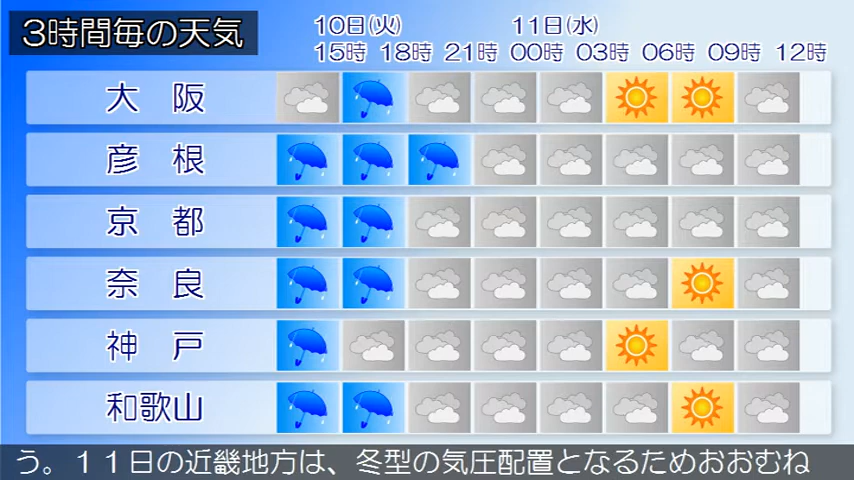 3時間毎の天気
10日(火) 11日(水)
15時 18時 21時 00時 03時 06時 09時 12時
大　阪
彦　根
京　都
奈　良
神　戸
和歌山
う。１１日の近畿地方は、冬型の気圧配置となるためおおむね